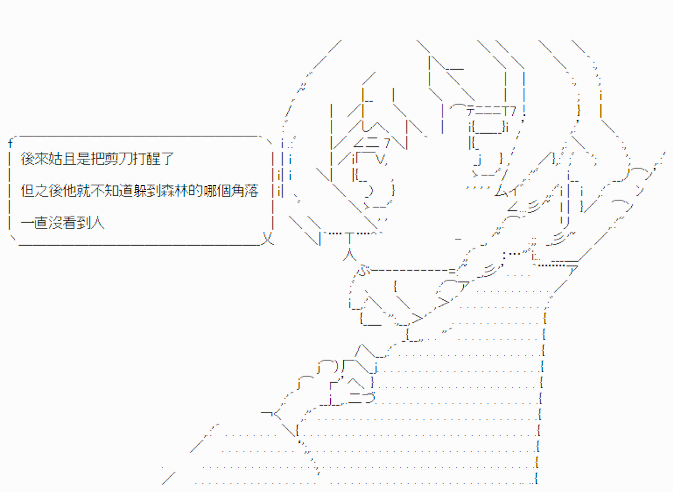 後來姑且是把剪刀打醒了
但之後他就不知道躲到森林的哪個角落
一直沒看到人